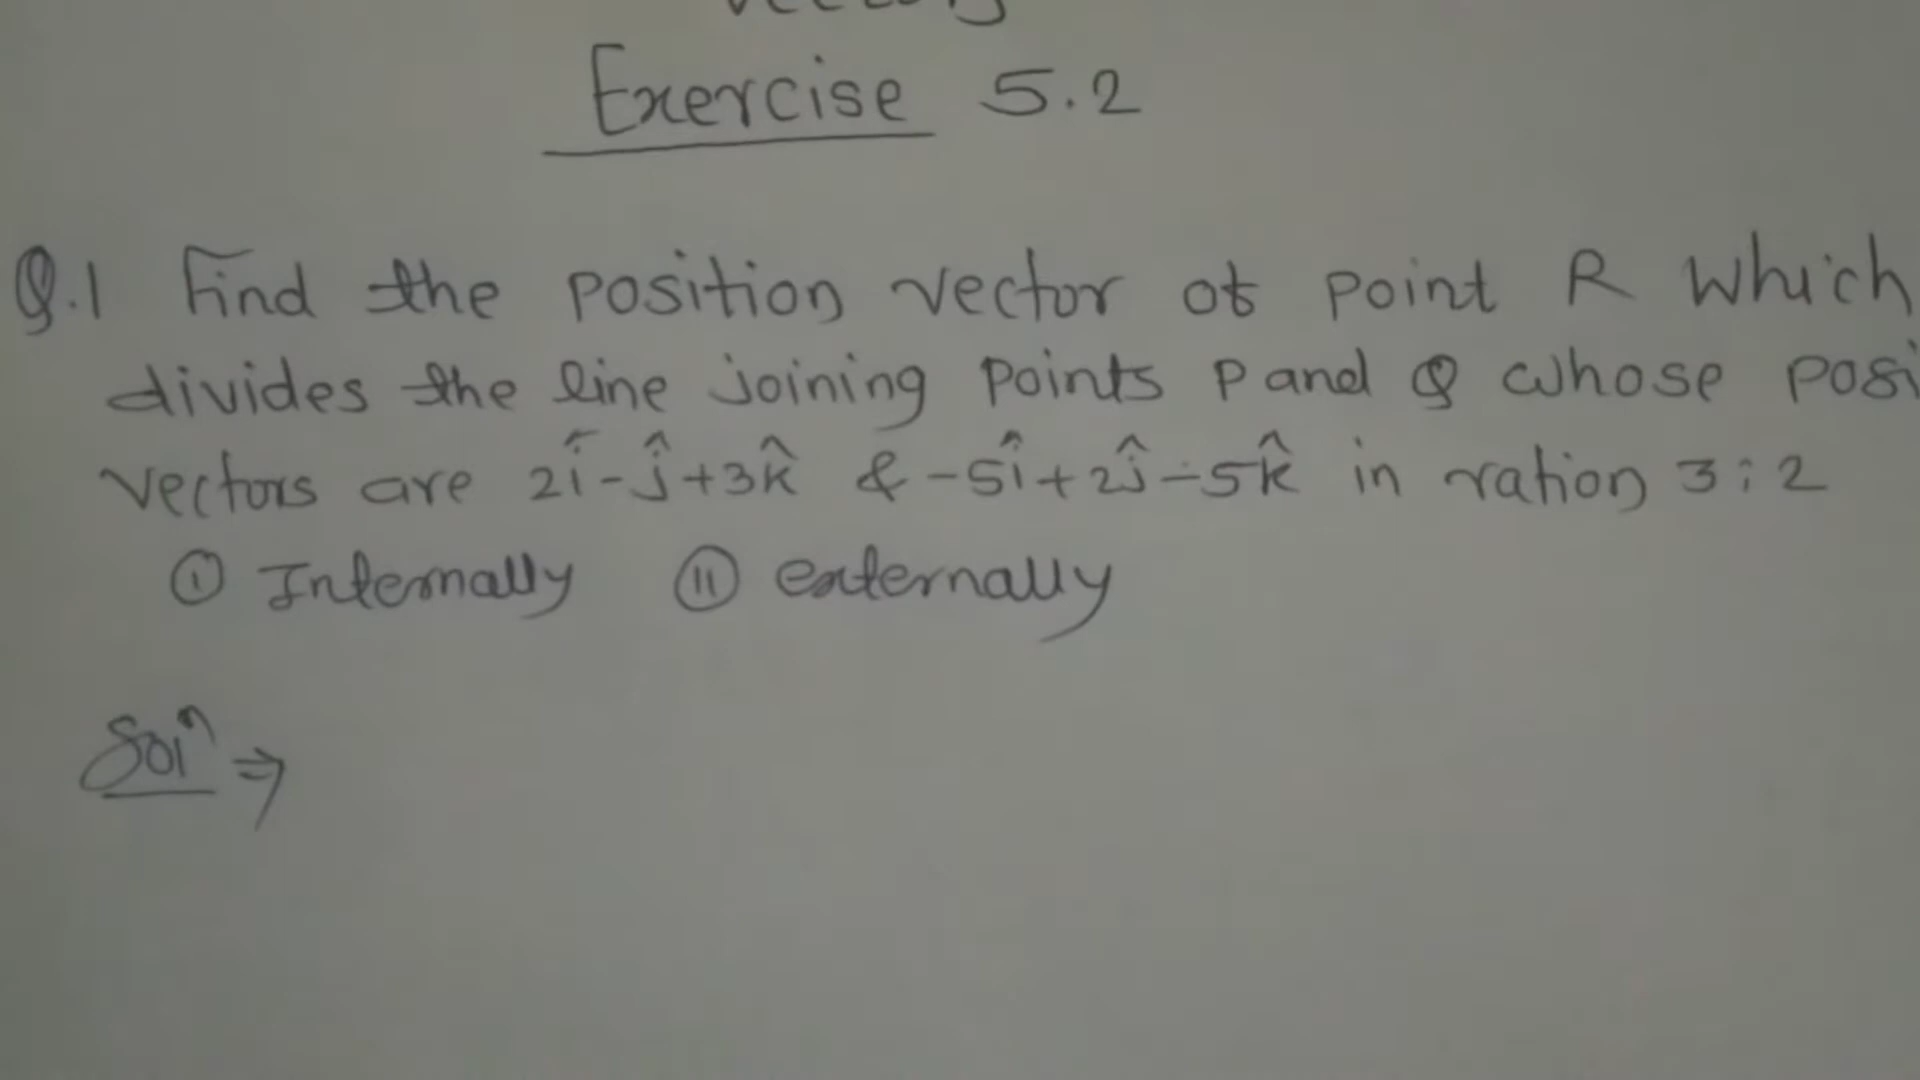 Exercise 5.2
Q.1 Find the position vector of point R which
divides the line joining points P and Q whose posi
vectors are 2î-ĵ+3k̂ & -5î+2ĵ-5k̂ in ration 3:2
① Internally ⑪ externally
Solⁿ ⇒